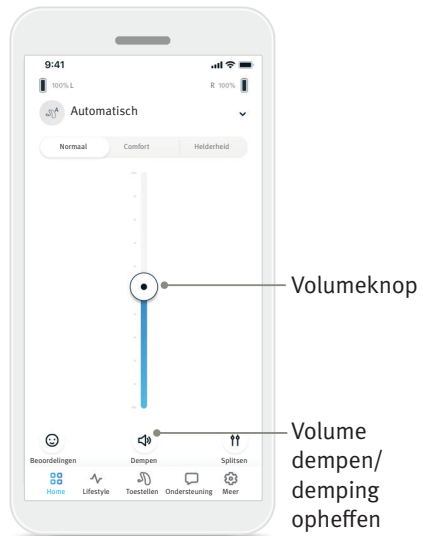 9:41
100% L
R 100%
Automatisch
Normaal Comfort Helderheid
Volumeknop
Beoordelingen Dempen Splitsen
Volume
dempen/
demping
opheffen
Home Lifestyle Toestellen Ondersteuning Meer